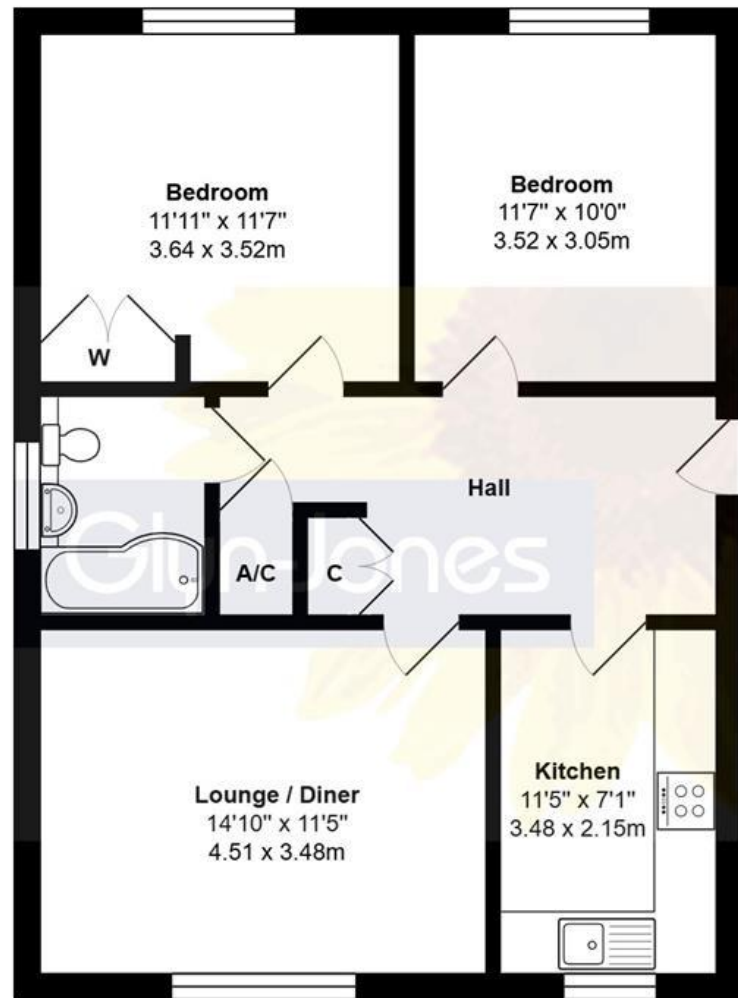 Bedroom
11'11" x 11'7"
3.64 x 3.52m
Bedroom
11'7" x 10'0"
3.52 x 3.05m
W
Hall
Glyn-Jones
A/C
C
Lounge / Diner
14'10" x 11'5"
4.51 x 3.48m
Kitchen
11'5" x 7'1"
3.48 x 2.15m